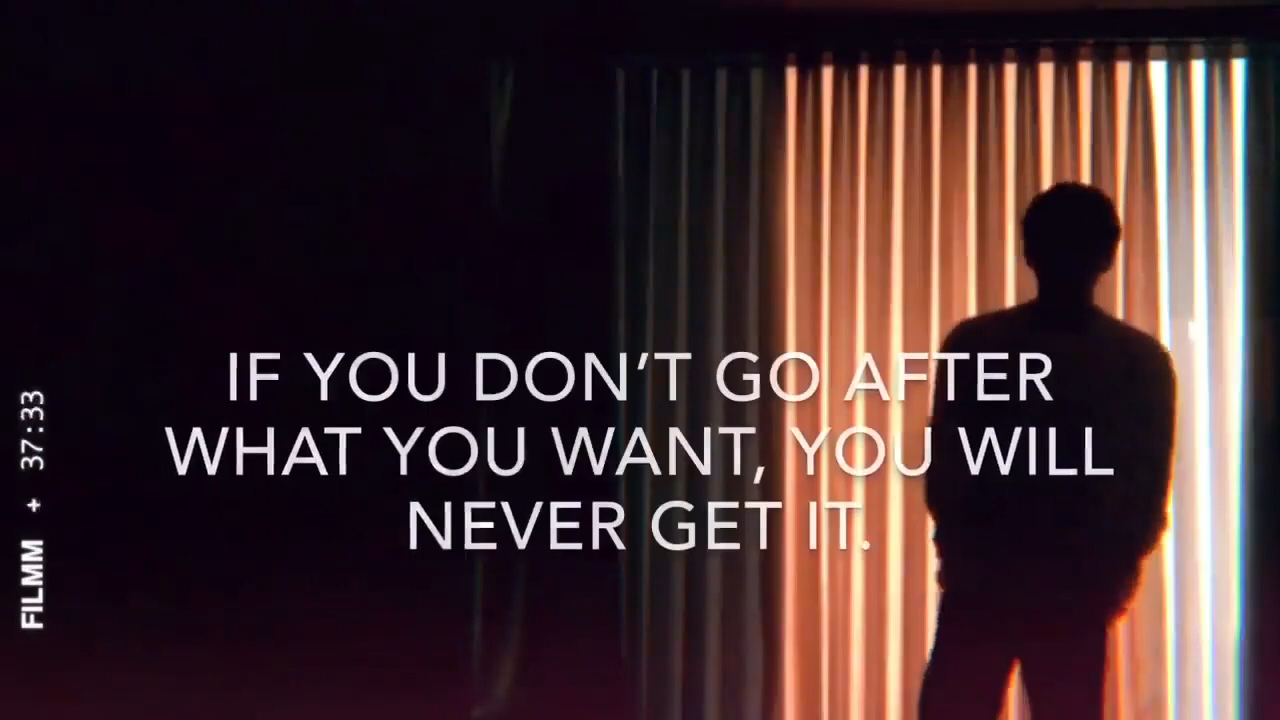 IF YOU DON’T GO AFTER
WHAT YOU WANT, YOU WILL
NEVER GET IT.
FILMM + 37:33